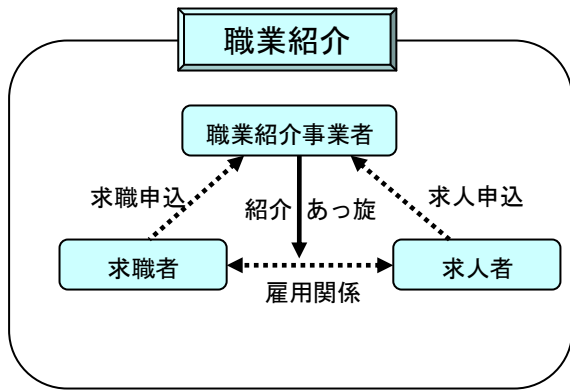 職業紹介
職業紹介事業者
求職申込
紹介
あっ旋
求人申込
求職者
求人者
雇用関係